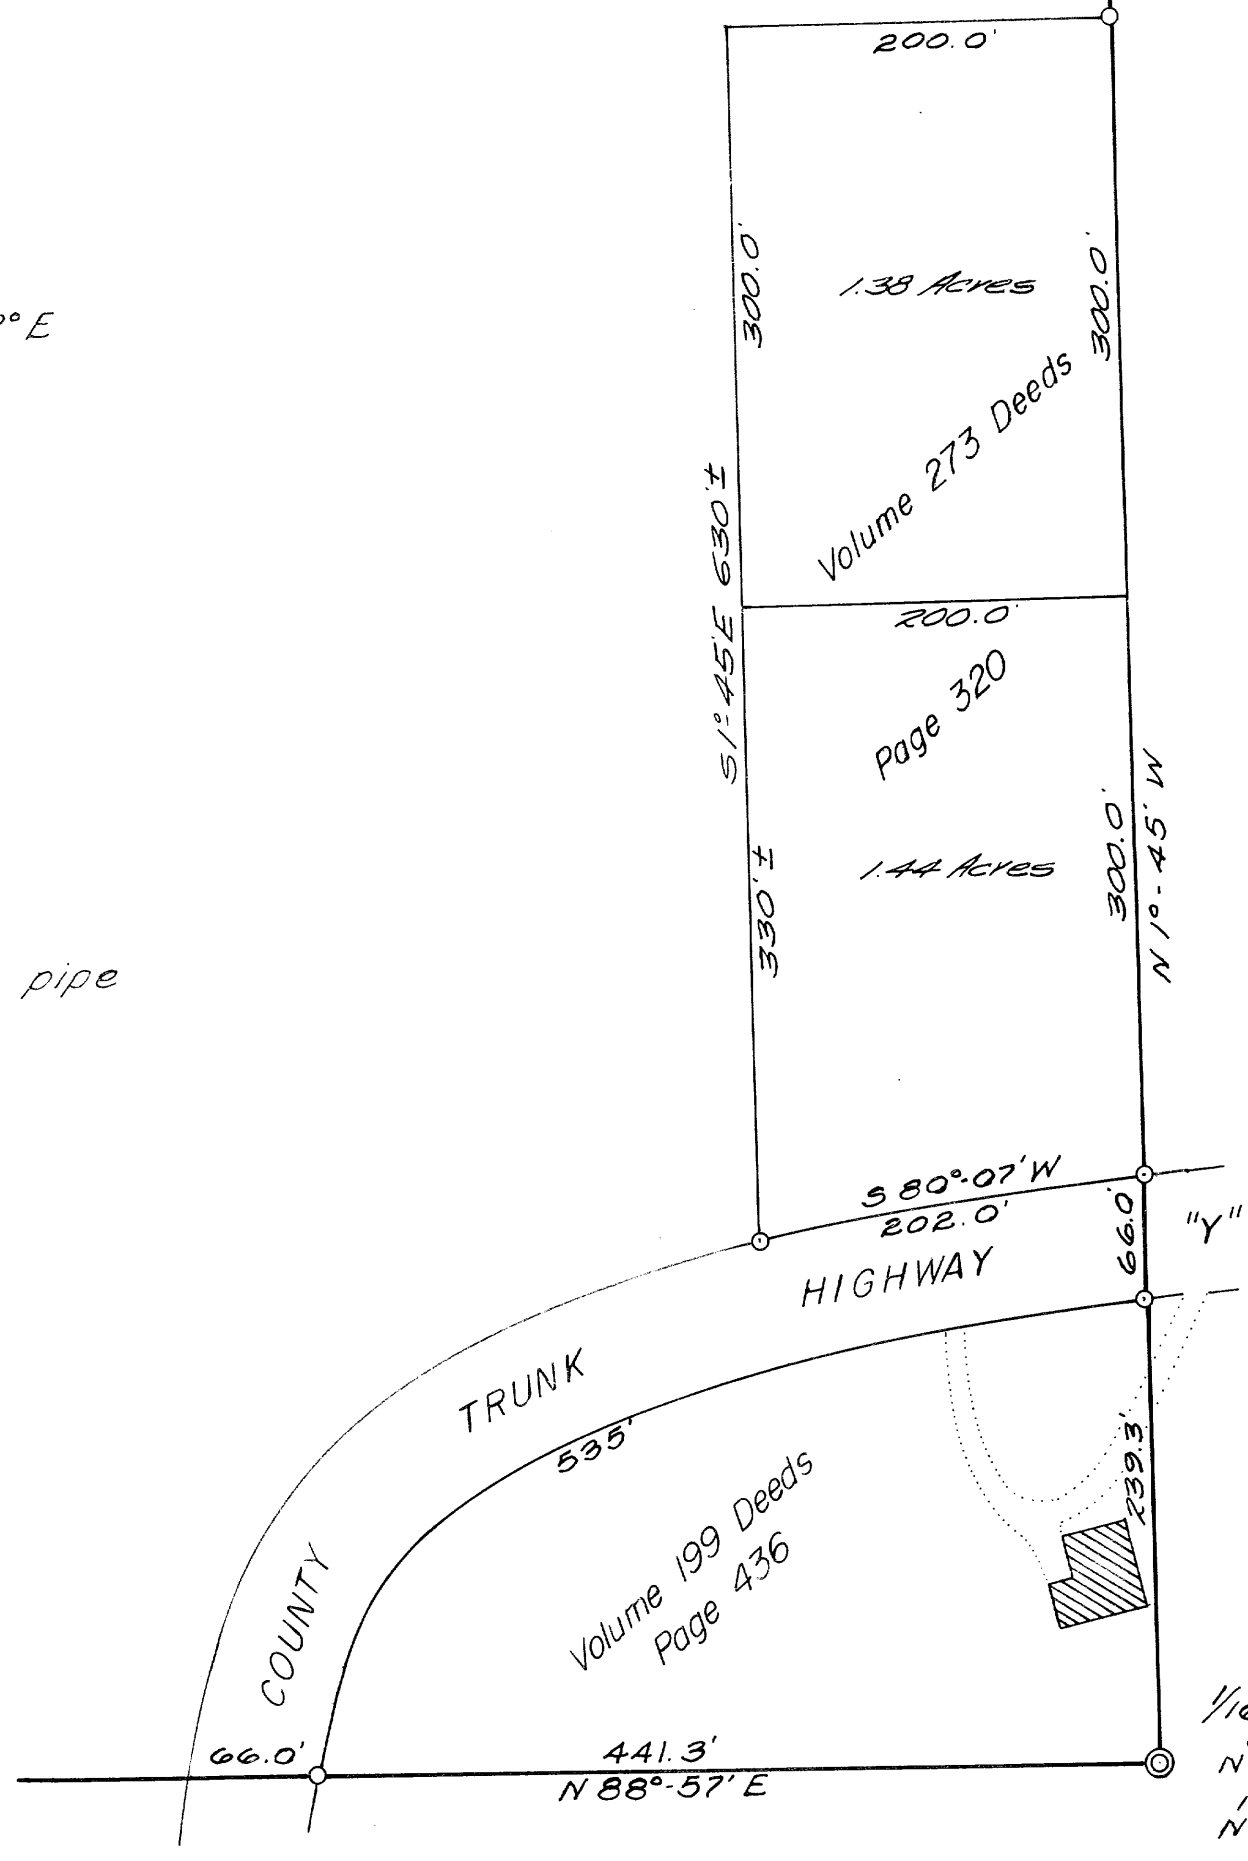 200.0'
300.0'
1.38 Acres
300.0'
° E
Volume 273 Deeds
S 1°-45' E 630'±
200.0'
Page 320
N 1°-45' W
300.0'
1.44 Acres
330'±
pipe
S 80°-07' W
202.0'
66.0'
"Y"
HIGHWAY
TRUNK
COUNTY
535'
239.3'
Volume 199 Deeds
Page 436
66.0'
441.3'
N 88°-57' E
N
N